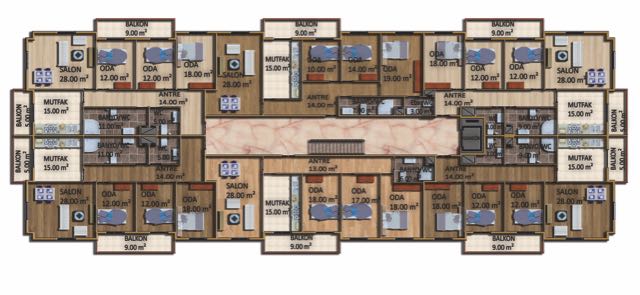 BALKON
9.00 m²
BALKON
9.00 m²
BALKON
9.00 m²
SALON
28.00 m²
ODA
12.00 m²
ODA
12.00 m²
ODA
18.00 m²
SALON
28.00 m²
MUTFAK
15.00 m²
ODA
10.00 m²
ODA
14.00 m²
ODA
19.00 m²
ODA
18.00 m²
ODA
12.00 m²
ODA
12.00 m²
SALON
28.00 m²
BALKON
5.00 m²
MUTFAK
15.00 m²
BANYO/WC
11.00 m²
WC
ANTRE
14.00 m²
ANTRE
14.00 m²
3.00 m²
ANTRE
14.00 m²
9.00 m²
MUTFAK
15.00 m²
BALKON
5.00 m²
BALKON
5.00 m²
MUTFAK
15.00 m²
BANYO/WC
11.00 m²
WC
ANTRE
14.00 m²
ANTRE
13.00 m²
BANYO/WC
ANTRE
14.00 m²
9.00 m²
MUTFAK
15.00 m²
BALKON
5.00 m²
SALON
28.00 m²
ODA
12.00 m²
ODA
12.00 m²
ODA
18.00 m²
SALON
28.00 m²
MUTFAK
15.00 m²
ODA
18.00 m²
ODA
17.00 m²
ODA
18.00 m²
ODA
18.00 m²
ODA
12.00 m²
ODA
12.00 m²
SALON
28.00 m²
BALKON
9.00 m²
BALKON
9.00 m²
BALKON
9.00 m²